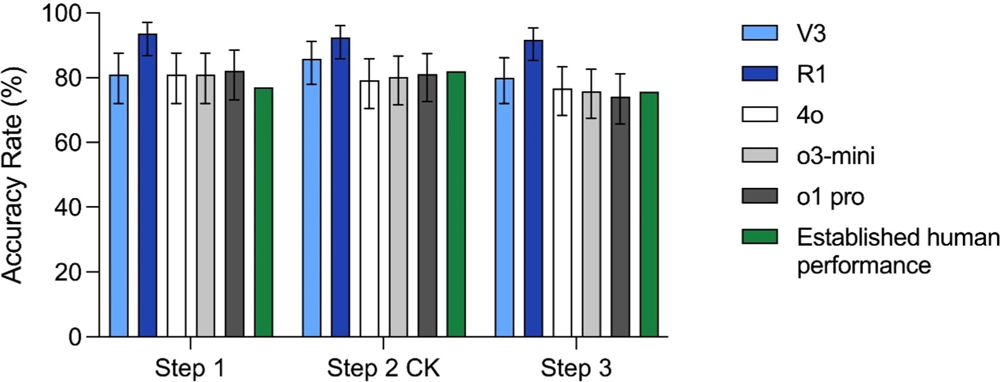 Accuracy Rate (%)
100
80
60
40
20
0
Step 1
Step 2 CK
Step 3
V3
R1
4o
o3-mini
o1 pro
Established human
performance